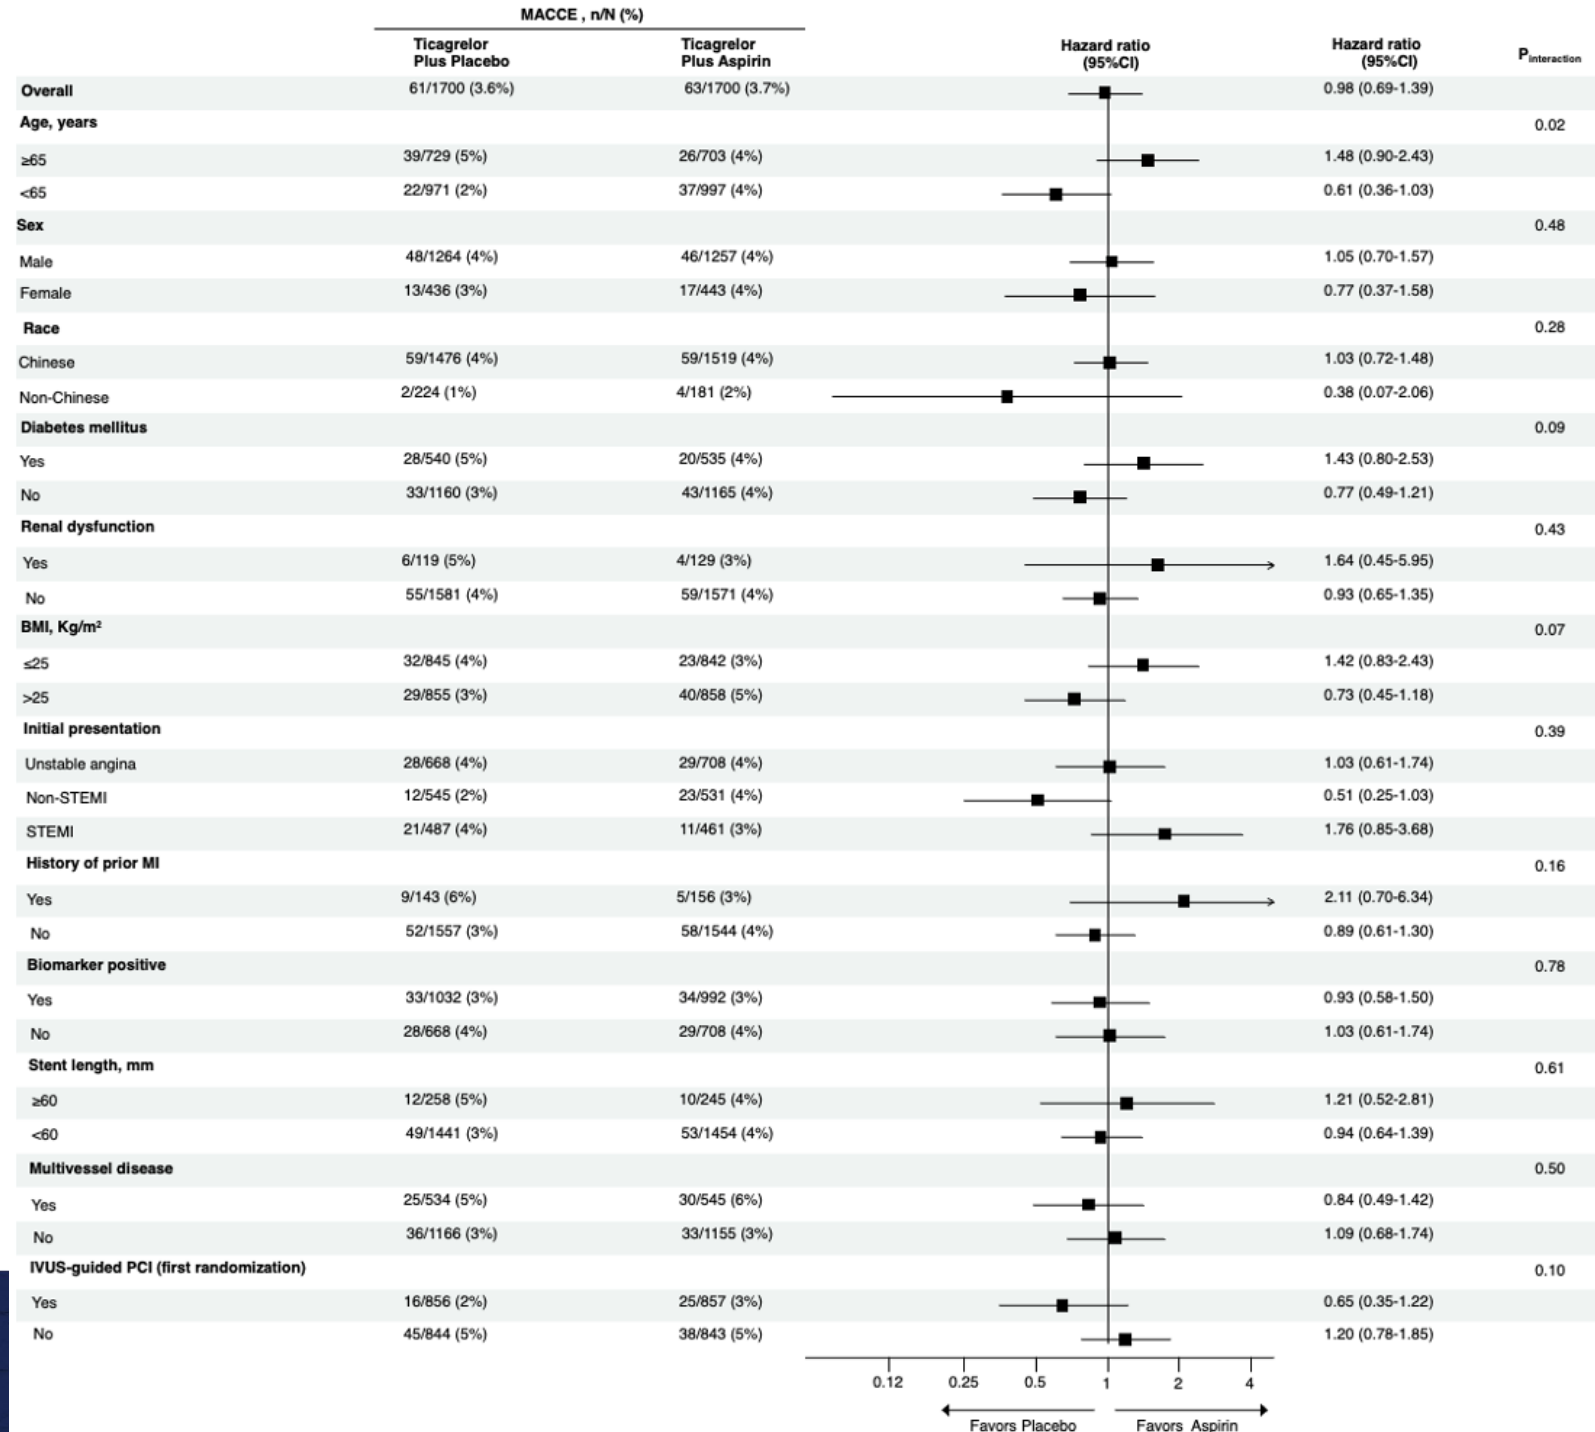 MACCE , n/N (%)
Ticagrelor Plus Placebo Ticagrelor Plus Aspirin Hazard ratio (95%CI) Hazard ratio (95%CI) Pinteraction
Overall 61/1700 (3.6%) 63/1700 (3.7%) 0.98 (0.69-1.39)
Age, years 0.02
≥65 39/729 (5%) 26/703 (4%) 1.48 (0.90-2.43)
<65 22/971 (2%) 37/997 (4%) 0.61 (0.36-1.03)
Sex 0.48
Male 48/1264 (4%) 46/1257 (4%) 1.05 (0.70-1.57)
Female 13/436 (3%) 17/443 (4%) 0.77 (0.37-1.58)
Race 0.28
Chinese 59/1476 (4%) 59/1519 (4%) 1.03 (0.72-1.48)
Non-Chinese 2/224 (1%) 4/181 (2%) 0.38 (0.07-2.06)
Diabetes mellitus 0.09
Yes 28/540 (5%) 20/535 (4%) 1.43 (0.80-2.53)
No 33/1160 (3%) 43/1165 (4%) 0.77 (0.49-1.21)
Renal dysfunction 0.43
Yes 6/119 (5%) 4/129 (3%) 1.64 (0.45-5.95)
No 55/1581 (4%) 59/1571 (4%) 0.93 (0.65-1.35)
BMI, Kg/m² 0.07
≤25 32/845 (4%) 23/842 (3%) 1.42 (0.83-2.43)
>25 29/855 (3%) 40/858 (5%) 0.73 (0.45-1.18)
Initial presentation 0.39
Unstable angina 28/668 (4%) 29/708 (4%) 1.03 (0.61-1.74)
Non-STEMI 12/545 (2%) 23/531 (4%) 0.51 (0.25-1.03)
STEMI 21/487 (4%) 11/461 (3%) 1.76 (0.85-3.68)
History of prior MI 0.16
Yes 9/143 (6%) 5/156 (3%) 2.11 (0.70-6.34)
No 52/1557 (3%) 58/1544 (4%) 0.89 (0.61-1.30)
Biomarker positive 0.78
Yes 33/1032 (3%) 34/992 (3%) 0.93 (0.58-1.50)
No 28/668 (4%) 29/708 (4%) 1.03 (0.61-1.74)
Stent length, mm 0.61
≥60 12/258 (5%) 10/245 (4%) 1.21 (0.52-2.81)
<60 49/1441 (3%) 53/1454 (4%) 0.94 (0.64-1.39)
Multivessel disease 0.50
Yes 25/534 (5%) 30/545 (6%) 0.84 (0.49-1.42)
No 36/1166 (3%) 33/1155 (3%) 1.09 (0.68-1.74)
IVUS-guided PCI (first randomization) 0.10
Yes 16/856 (2%) 25/857 (3%) 0.65 (0.35-1.22)
No 45/844 (5%) 38/843 (5%) 1.20 (0.78-1.85)
0.12 0.25 0.5 1 2 4
Favors Placebo Favors Aspirin